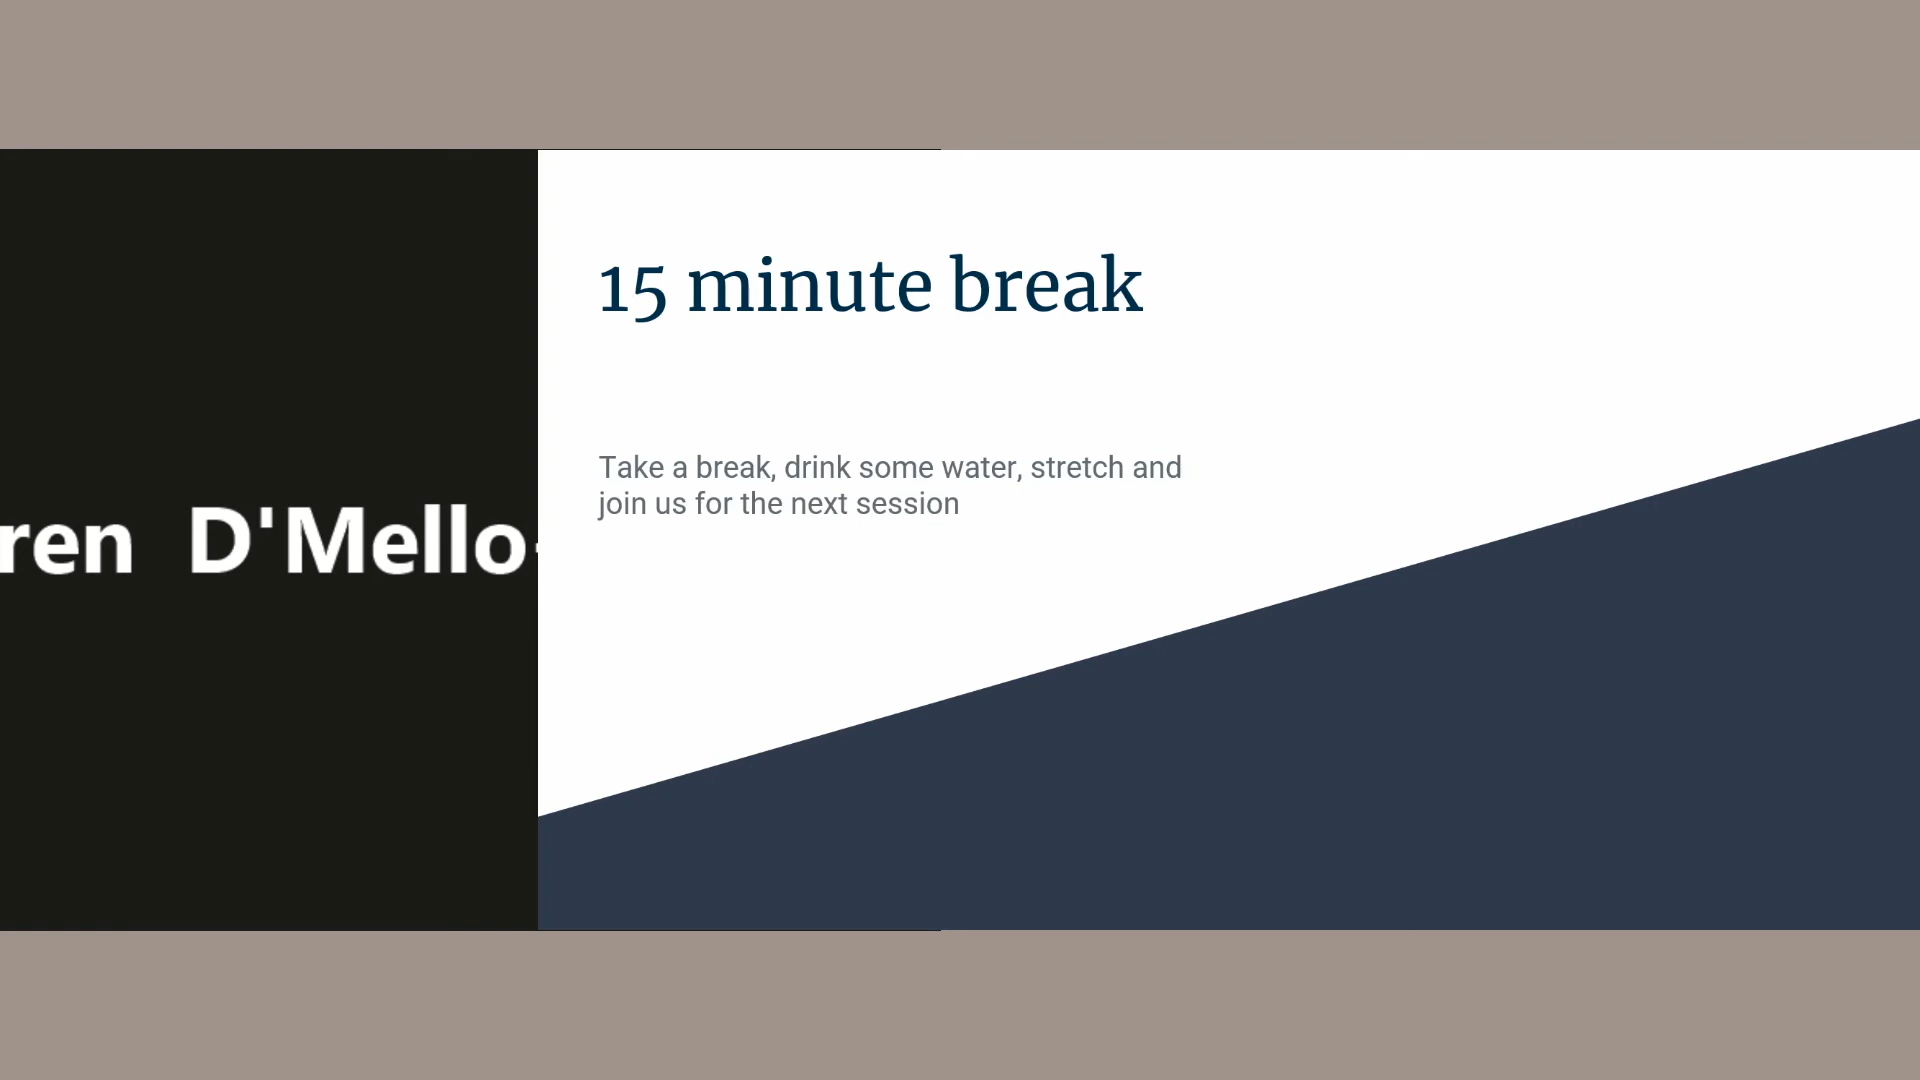 ren D'Mello-
15 minute break
Take a break, drink some water, stretch and
join us for the next session